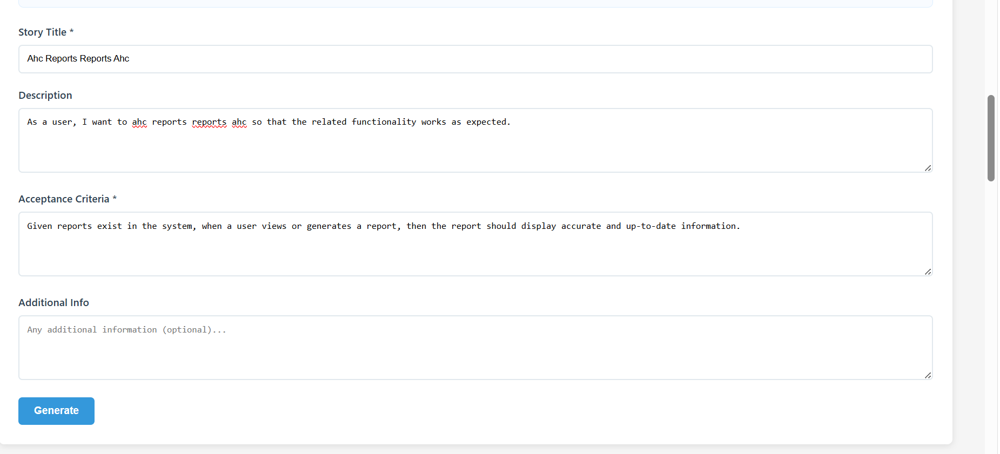 Story Title *
Ahc Reports Reports Ahc
Description
As a user, I want to ahc reports reports ahc so that the related functionality works as expected.
Acceptance Criteria *
Given reports exist in the system, when a user views or generates a report, then the report should display accurate and up-to-date information.
Additional Info
Any additional information (optional)...
Generate